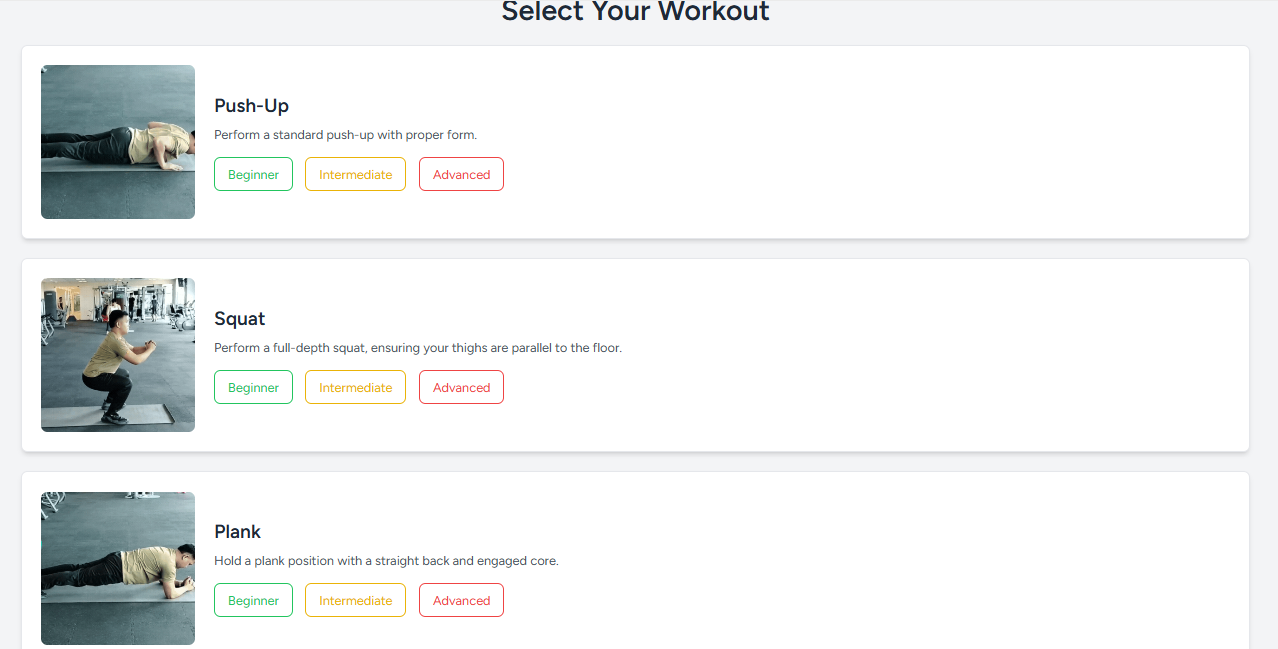 Select Your Workout
Push-Up
Perform a standard push-up with proper form.
Beginner Intermediate Advanced
Squat
Perform a full-depth squat, ensuring your thighs are parallel to the floor.
Beginner Intermediate Advanced
Plank
Hold a plank position with a straight back and engaged core.
Beginner Intermediate Advanced